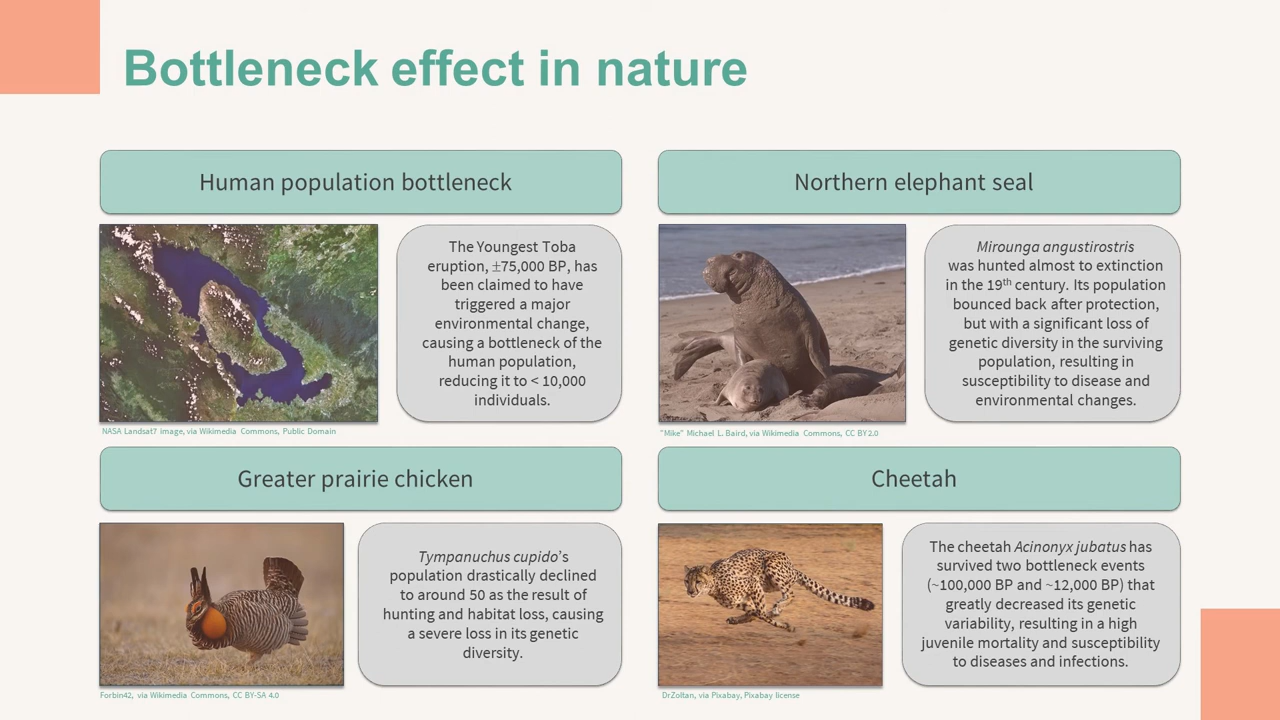 Bottleneck effect in nature
Human population bottleneck
The Youngest Toba
eruption, ±75,000 BP, has
been claimed to have
triggered a major
environmental change,
causing a bottleneck of the
human population,
reducing it to < 10,000
individuals.
NASA Landsat7 image, via Wikimedia Commons, Public Domain
Northern elephant seal
Mirounga angustirostris
was hunted almost to extinction
in the 19th century. Its population
bounced back after protection,
but with a significant loss of
genetic diversity in the surviving
population, resulting in
susceptibility to disease and
environmental changes.
"Mike" Michael L. Baird, via Wikimedia Commons, CC BY 2.0
Greater prairie chicken
Tympanuchus cupido's
population drastically declined
to around 50 as the result of
hunting and habitat loss, causing
a severe loss in its genetic
diversity.
Forbin42, via Wikimedia Commons, CC BY-SA 4.0
Cheetah
The cheetah Acinonyx jubatus has
survived two bottleneck events
(~100,000 BP and ~12,000 BP) that
greatly decreased its genetic
variability, resulting in a high
juvenile mortality and susceptibility
to diseases and infections.
DrZoltan, via Pixabay, Pixabay license